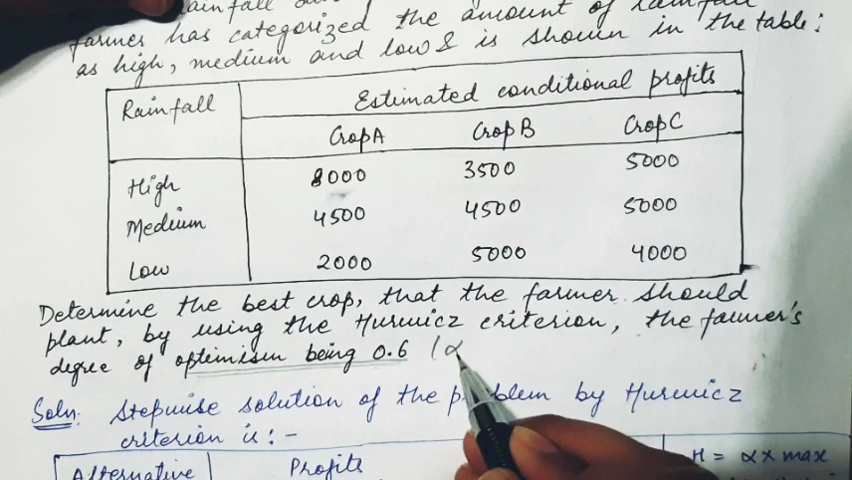 rainfall
farmer has categorized the amount of rainfall
as high, medium and low & is shown in the table:
Rainfall Estimated conditional profits
Crop A Crop B Crop C
High 8000 3500 5000
Medium 4500 4500 5000
Low 2000 5000 4000
Determine the best crop, that the farmer should
plant, by using the Hurwicz criterion, the farmer's
degree of optimism being 0.6 (α
Soln: Stepwise solution of the problem by Hurwicz
criterion is :-
Alternative Profits H = α x max